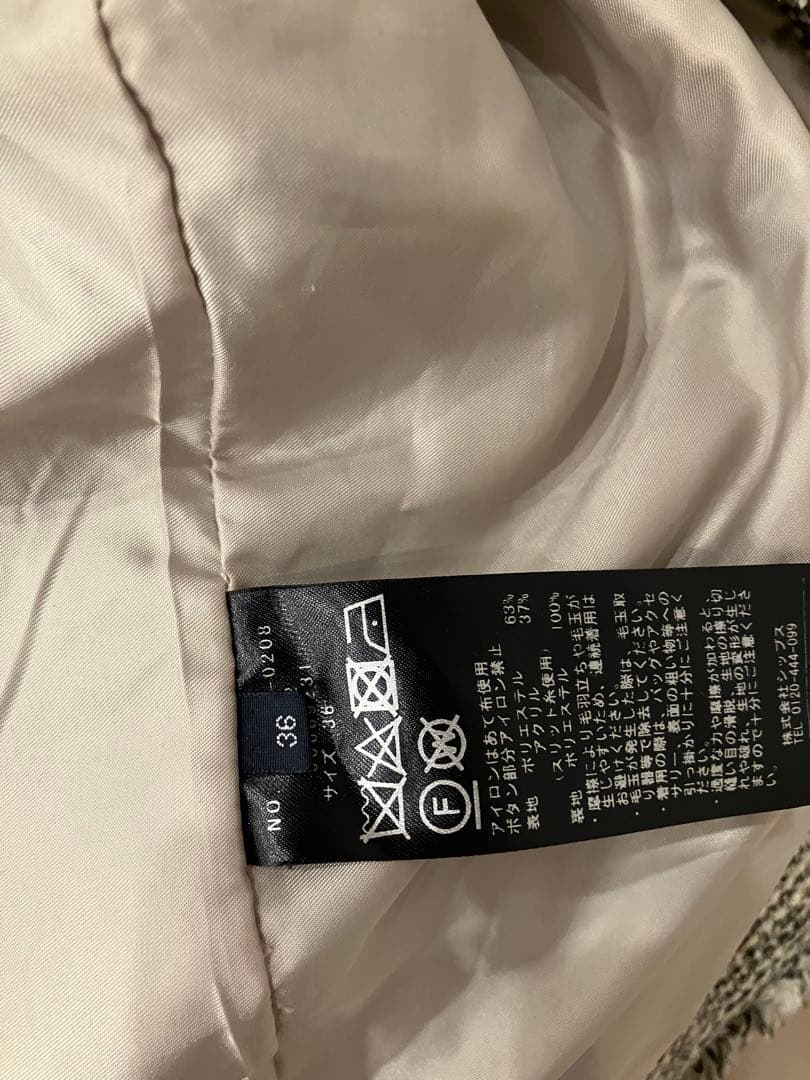 NO
-0208
36
サイズ 36
F
W
アイロンはあて布使用
ボタン部分アイロン禁止
表地 ポリエステル 63%
アクリル 37%
(スリット糸使用)
裏地 ポリエステル 100%
・摩擦により毛羽立ちや毛玉が
生じやすいため、連続着用は
お避けください。
・毛玉が発生した際は、毛玉取
り器等で除去してください。
・着用の際は、バッグやアクセ
サリー、表面の粗い物等への
引っ掛かりに十分にご注意く
ださい。
・過度な力や摩擦が加わると、
縫い目の滑脱、生地の擦り切
れや破れ、生地の変形が生じ
ますので十分にご注意くださ
い。
株式会社シップス
TEL 0120-444-099